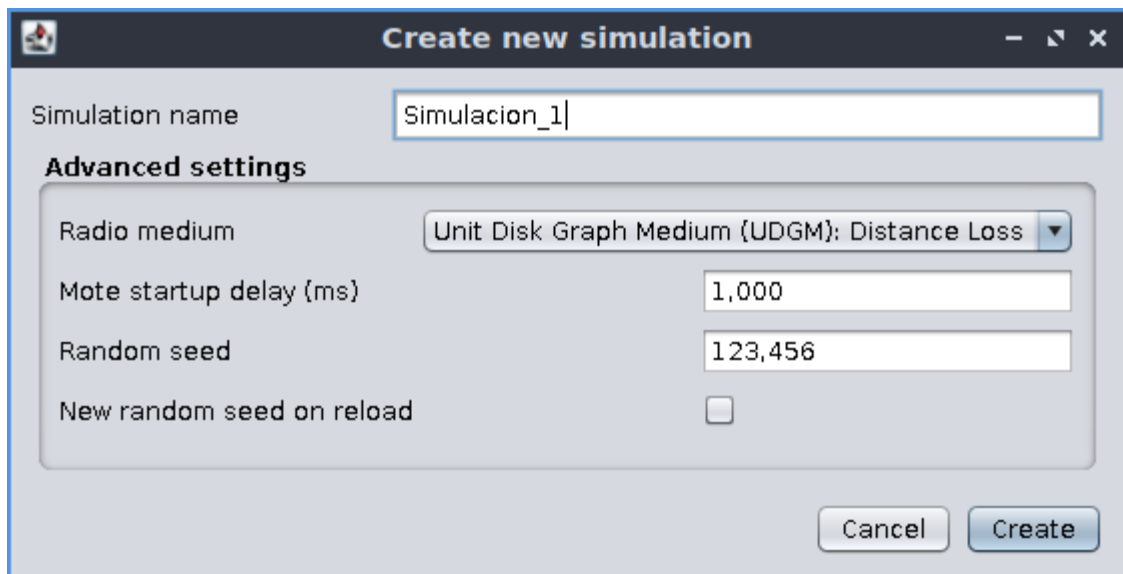 Create new simulation
Simulation name Simulacion_1
Advanced settings
Radio medium Unit Disk Graph Medium (UDGM): Distance Loss
Mote startup delay (ms) 1,000
Random seed 123,456
New random seed on reload
Cancel Create